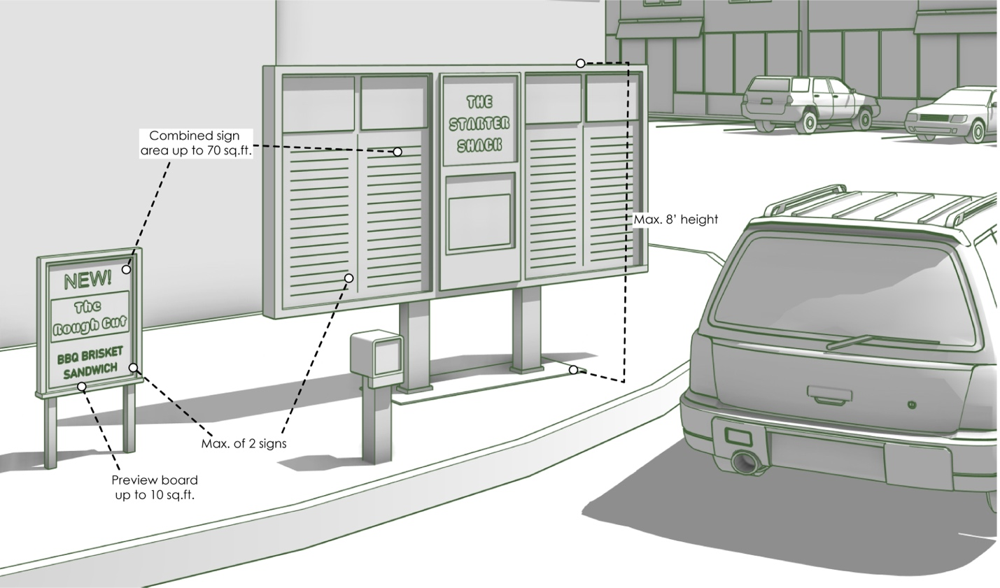 Combined sign
area up to 70 sq.ft.
THE
STARTER
SHACK
Max. 8’ height
NEW!
The
Rough Cut
BBQ BRISKET
SANDWICH
Max. of 2 signs
Preview board
up to 10 sq.ft.